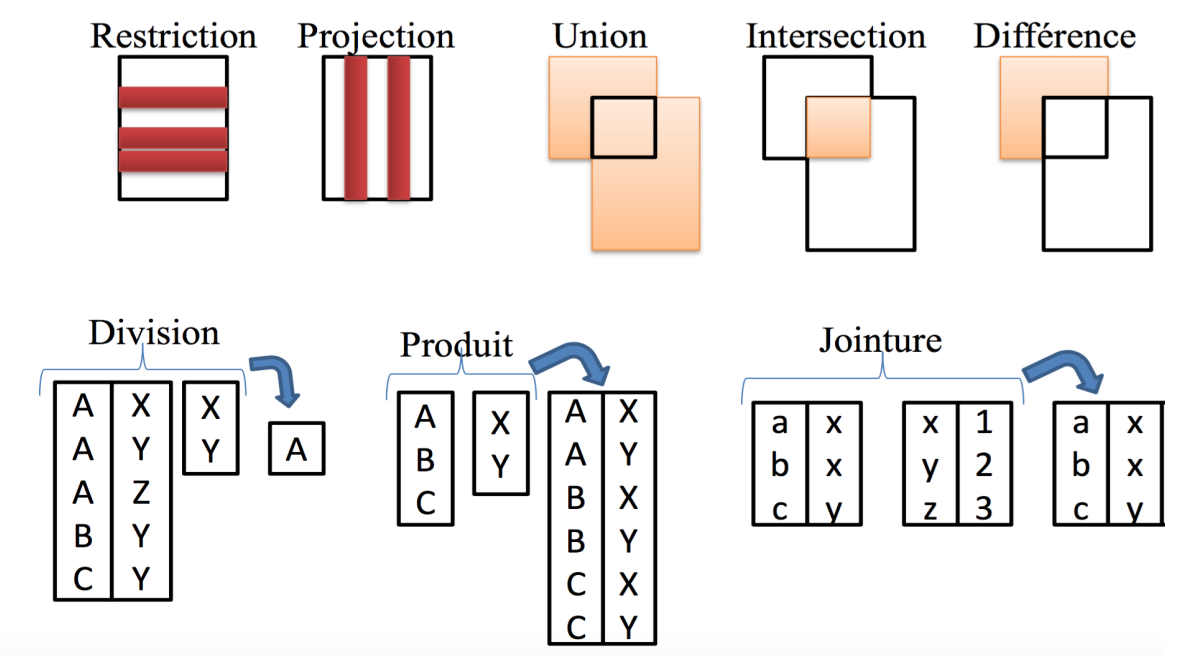 Restriction Projection Union Intersection Différence
Division Produit Jointure
A X X A
A Y Y
A Z
B Y
C Y
A X A X
B Y A Y
C B X
B Y
C X
C Y
a x x 1 a x
b x y 2 b x
c y z 3 c y